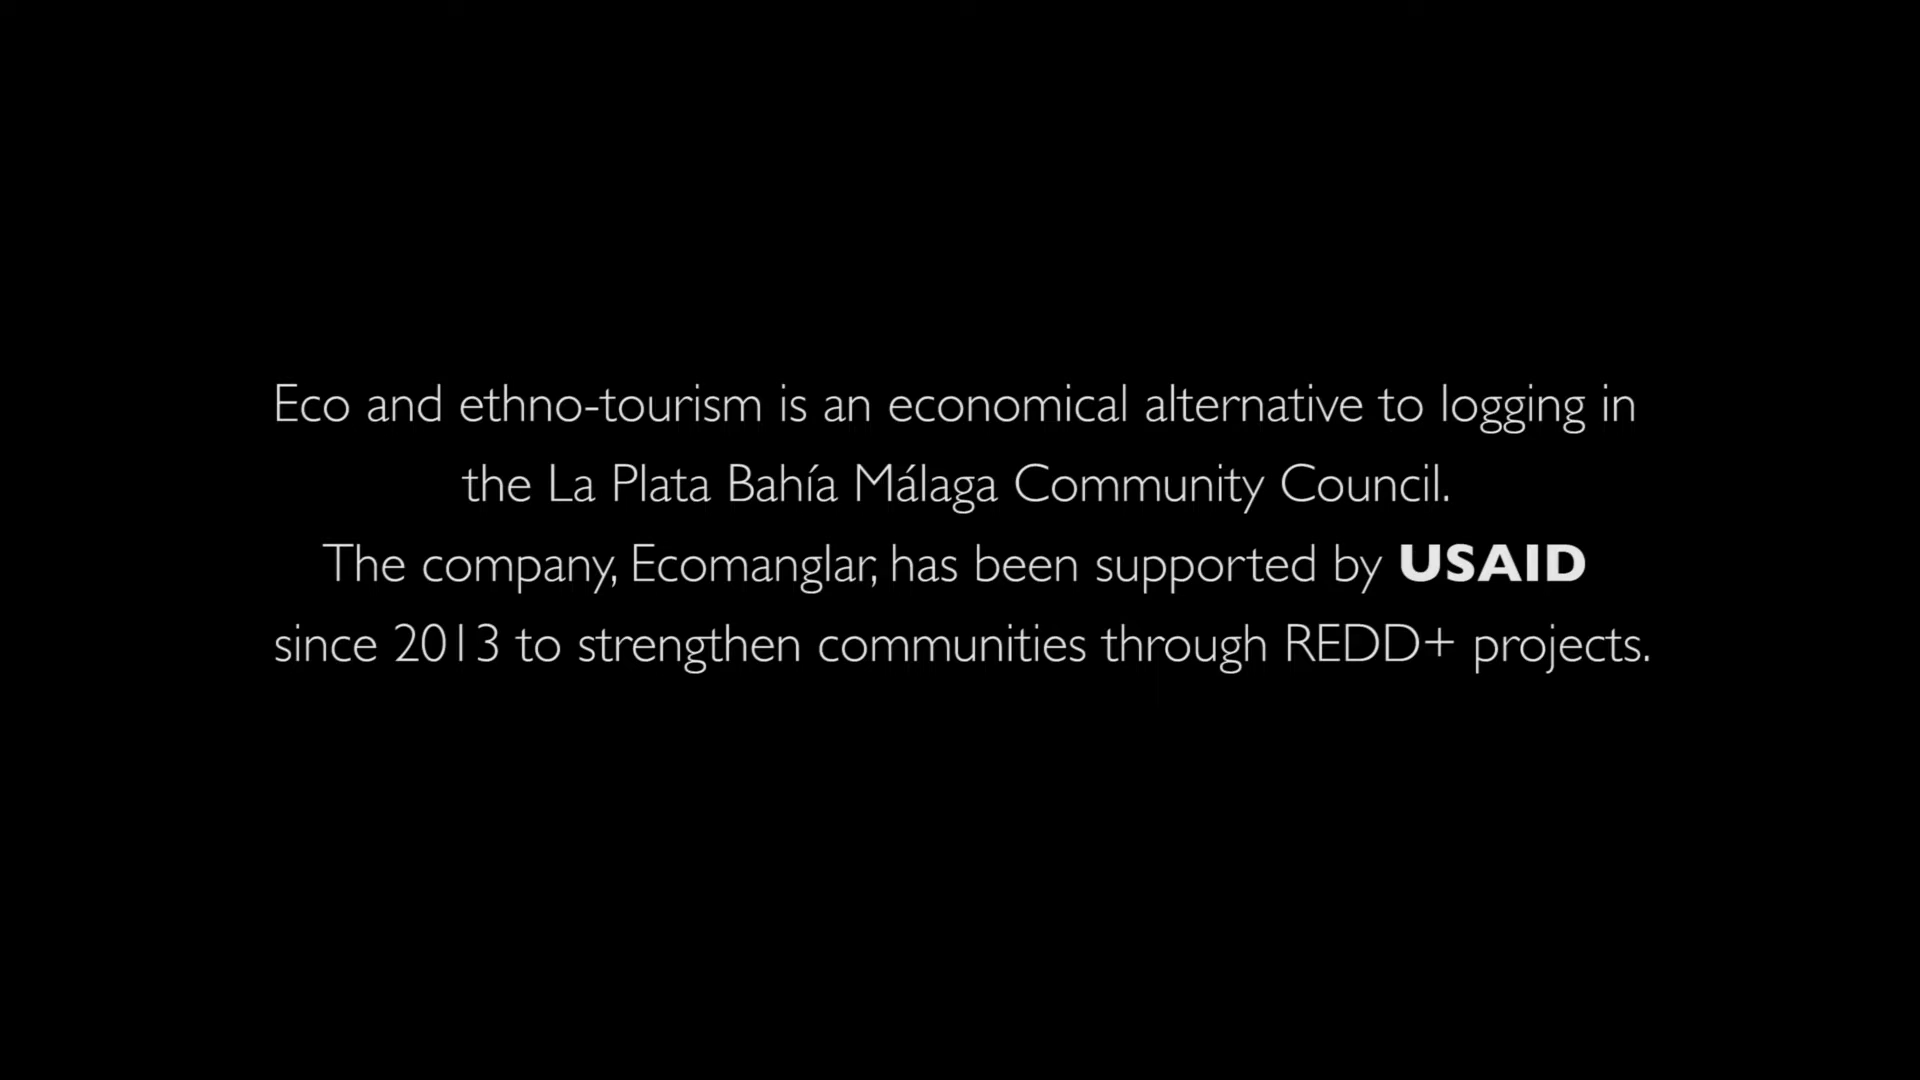 Eco and ethno-tourism is an economical alternative to logging in
the La Plata Bahía Málaga Community Council.
The company, Ecomanglar, has been supported by USAID
since 2013 to strengthen communities through REDD+ projects.